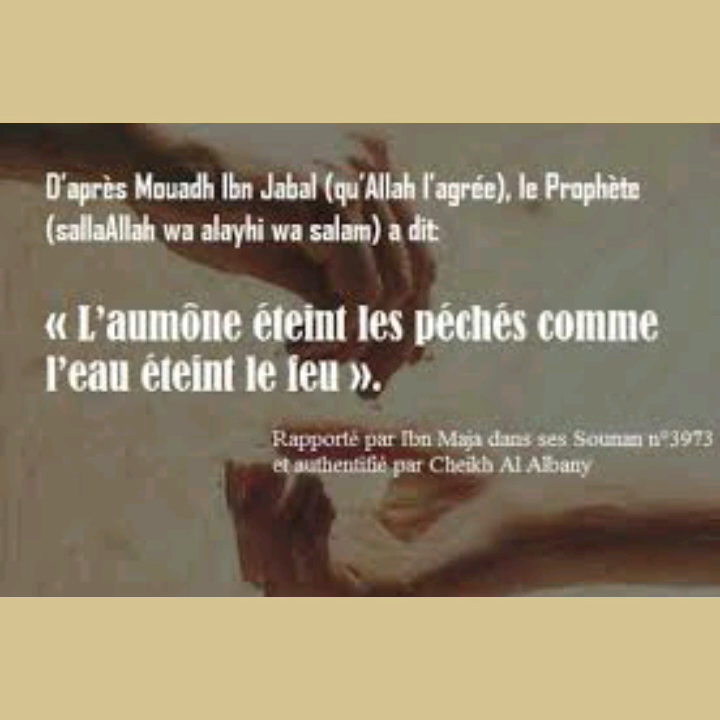 D'après Mouadh Ibn Jabal (qu'Allah l'agrée), le Prophète
(sallaAllah wa alayhi wa salam) a dit:
« L'aumône éteint les péchés comme
l'eau éteint le feu ».
Rapporté par Ibn Maja dans ses Sounan n°3973
et authentifié par Cheikh Al Albany